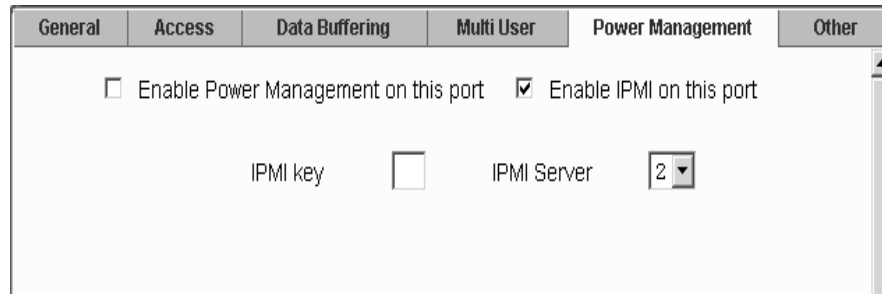 General Access Data Buffering Multi User Power Management Other
Enable Power Management on this port Enable IPMI on this port
IPMI key IPMI Server 2